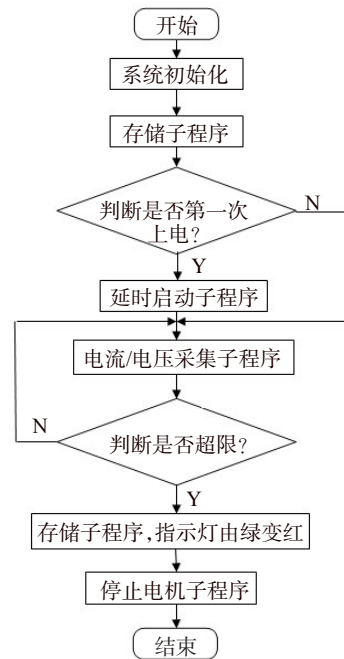 开始
系统初始化
存储子程序
判断是否第一次
上电?
N
Y
延时启动子程序
电流/电压采集子程序
N
判断是否超限?
Y
存储子程序,指示灯由绿变红
停止电机子程序
结束